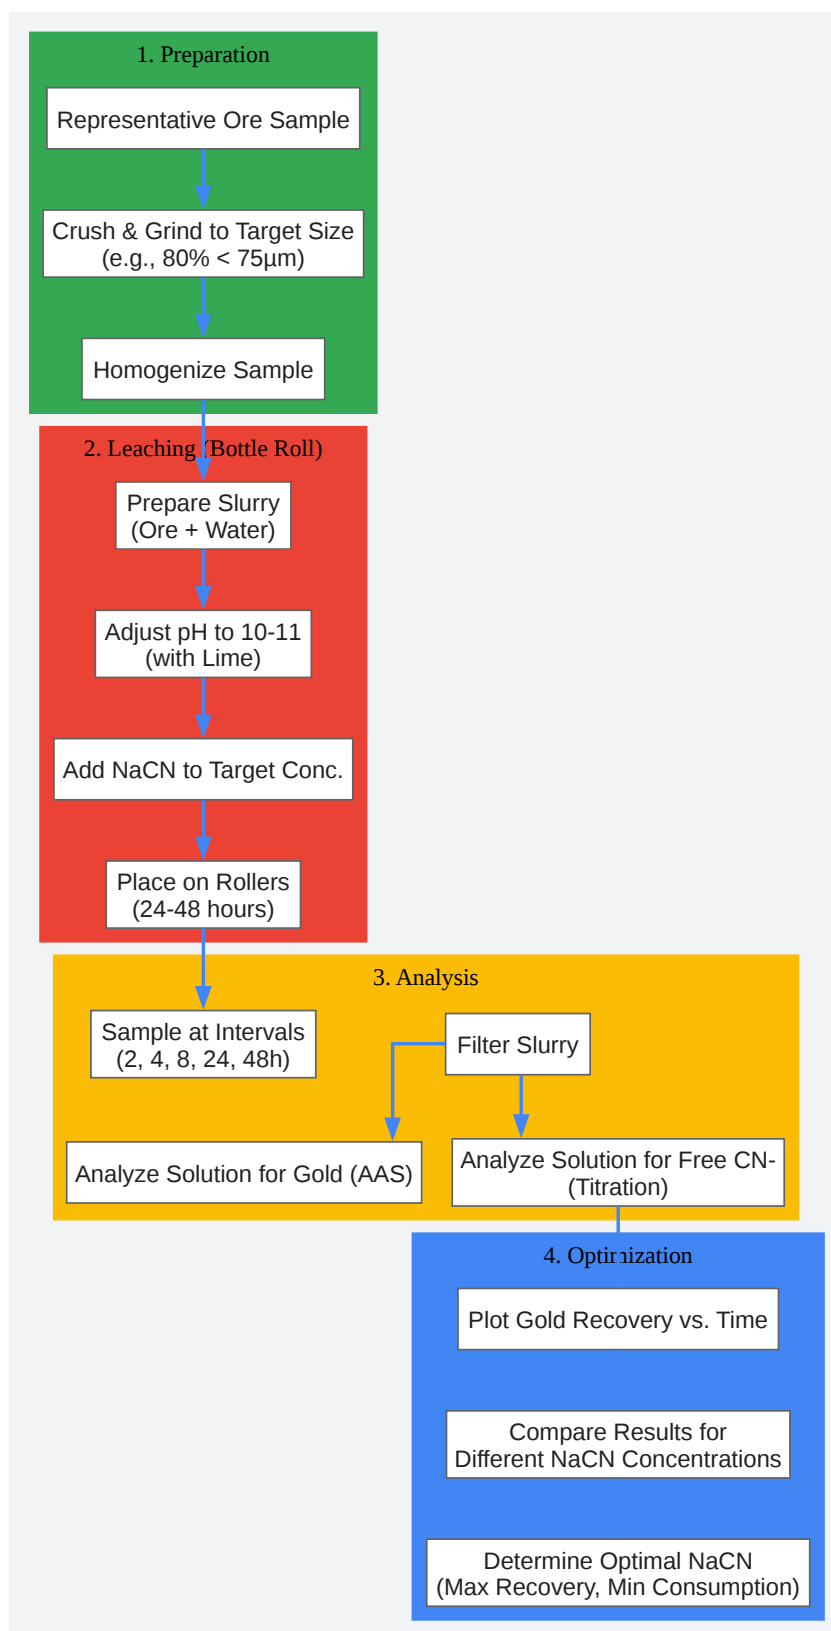 1. Preparation
Representative Ore Sample
Crush & Grind to Target Size
(e.g., 80% < 75µm)
Homogenize Sample
2. Leaching (Bottle Roll)
Prepare Slurry
(Ore + Water)
Adjust pH to 10-11
(with Lime)
Add NaCN to Target Conc.
Place on Rollers
(24-48 hours)
3. Analysis
Sample at Intervals
(2, 4, 8, 24, 48h)
Filter Slurry
Analyze Solution for Gold (AAS)
Analyze Solution for Free CN-
(Titration)
4. Optimization
Plot Gold Recovery vs. Time
Compare Results for
Different NaCN Concentrations
Determine Optimal NaCN
(Max Recovery, Min Consumption)